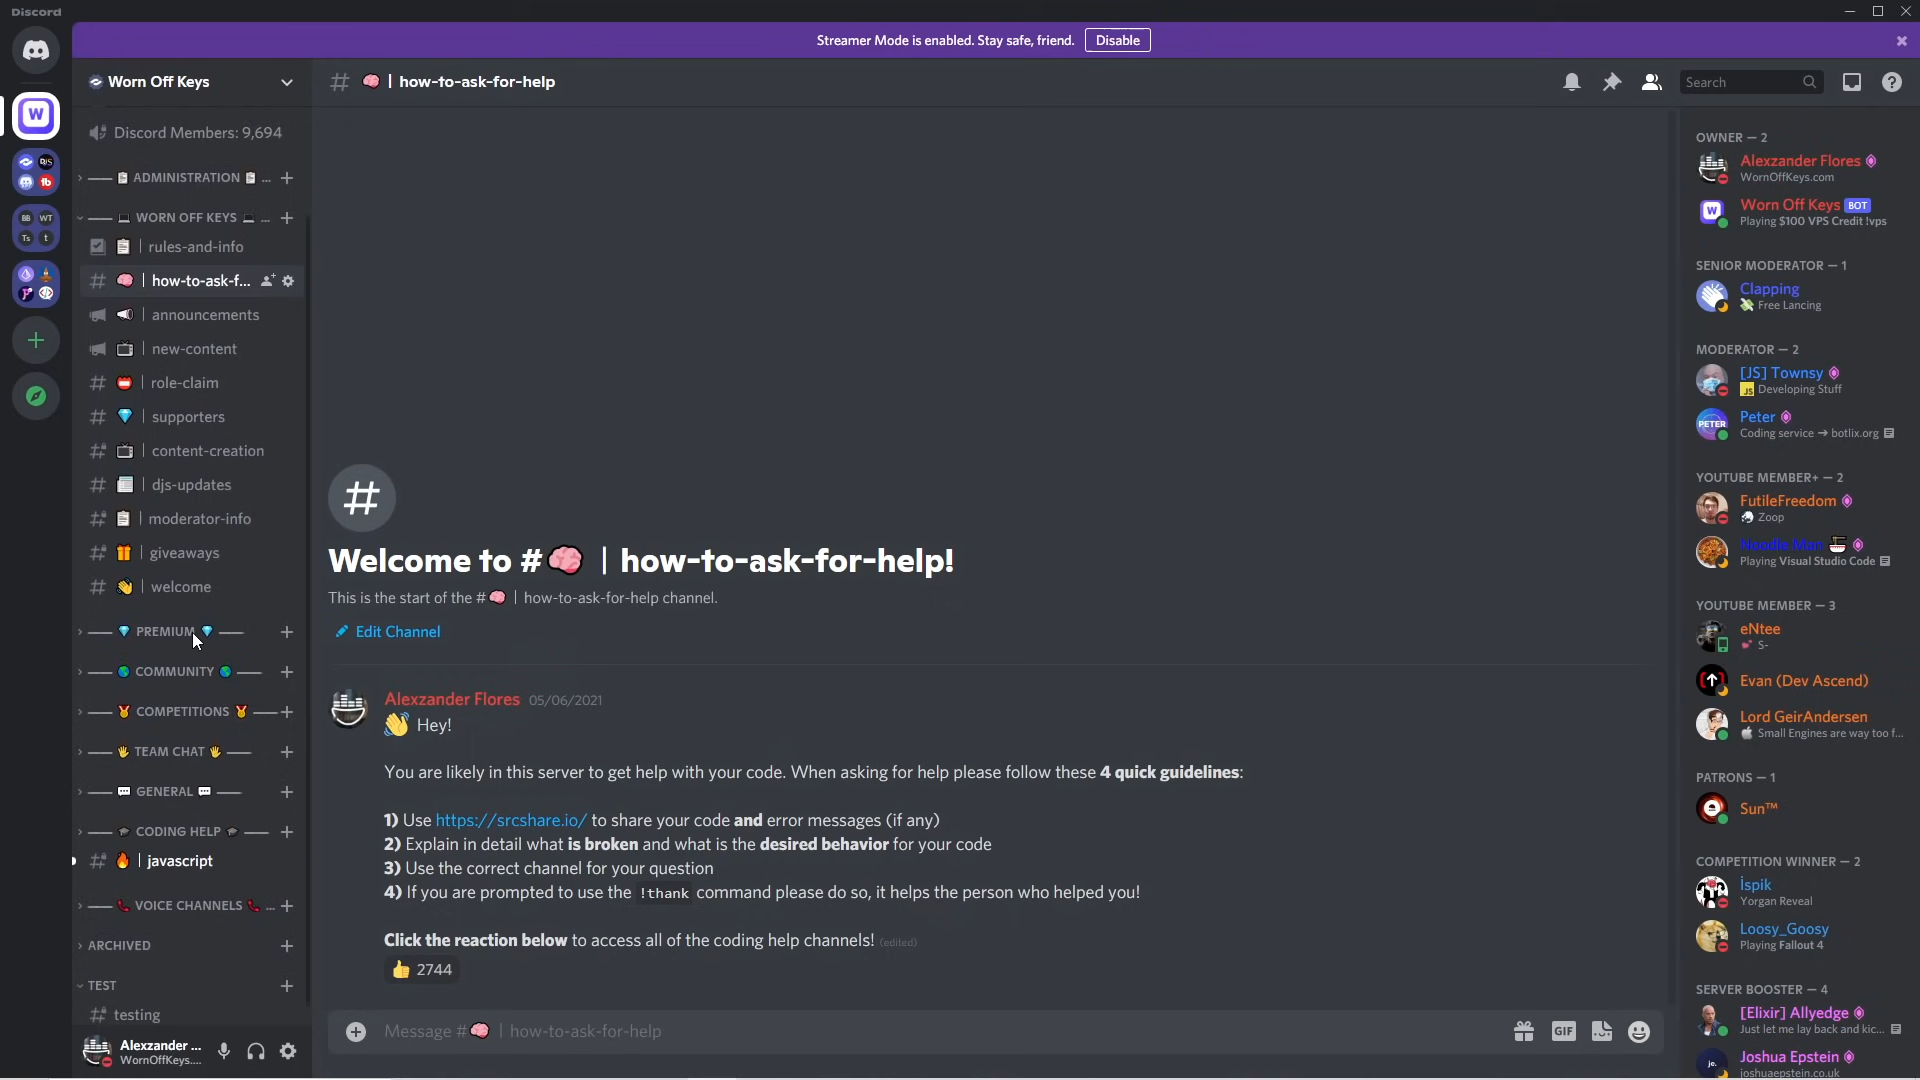 Discord
Streamer Mode is enabled. Stay safe, friend. Disable
Worn Off Keys
Discord Members: 9,694
ADMINISTRATION 📋 ...
WORN OFF KEYS 💻 ...
📋 | rules-and-info
# 🧠 | how-to-ask-f...
📢 | announcements
📺 | new-content
# 📛 | role-claim
# 💎 | supporters
# 📺 | content-creation
# 📰 | djs-updates
# 📋 | moderator-info
# 🎁 | giveaways
# 👋 | welcome
💎 PREMIUM 💎
🌎 COMMUNITY 🌎
🏅 COMPETITIONS 🏅
🖐 TEAM CHAT 🖐
💬 GENERAL 💬
🎓 CODING HELP 🎓
# 🔥 | javascript
📞 VOICE CHANNELS 📞 ...
ARCHIVED
TEST
# testing
Alexzander ...
WornOffKeys....
# 🧠 | how-to-ask-for-help
Search
Welcome to #🧠 | how-to-ask-for-help!
This is the start of the #🧠 | how-to-ask-for-help channel.
Edit Channel
Alexzander Flores 05/06/2021
👋 Hey!
You are likely in this server to get help with your code. When asking for help please follow these 4 quick guidelines:
1) Use https://srcshare.io/ to share your code and error messages (if any)
2) Explain in detail what is broken and what is the desired behavior for your code
3) Use the correct channel for your question
4) If you are prompted to use the !thank command please do so, it helps the person who helped you!
Click the reaction below to access all of the coding help channels! (edited)
👍 2744
Message #🧠 | how-to-ask-for-help
GIF
OWNER — 2
Alexzander Flores
WornOffKeys.com
Worn Off Keys BOT
Playing $100 VPS Credit !vps
SENIOR MODERATOR — 1
Clapping
💸 Free Lancing
MODERATOR — 2
[JS] Townsy
JS Developing Stuff
PETER
Peter
Coding service → botlix.org
YOUTUBE MEMBER+ — 2
FutileFreedom
Zoop
Noodle Man 🍜
Playing Visual Studio Code
YOUTUBE MEMBER — 3
eNtee
💕 S-
Evan (Dev Ascend)
Lord GeirAndersen
Small Engines are way too f...
PATRONS — 1
Sun™
COMPETITION WINNER — 2
İspik
Yorgan Reveal
Loosy_Goosy
Playing Fallout 4
SERVER BOOSTER — 4
[Elixir] Allyedge
Just let me lay back and kic...
je.
Joshua Epstein
joshuaepstein.co.uk
W
DJS
tb
BB WT
Ts t